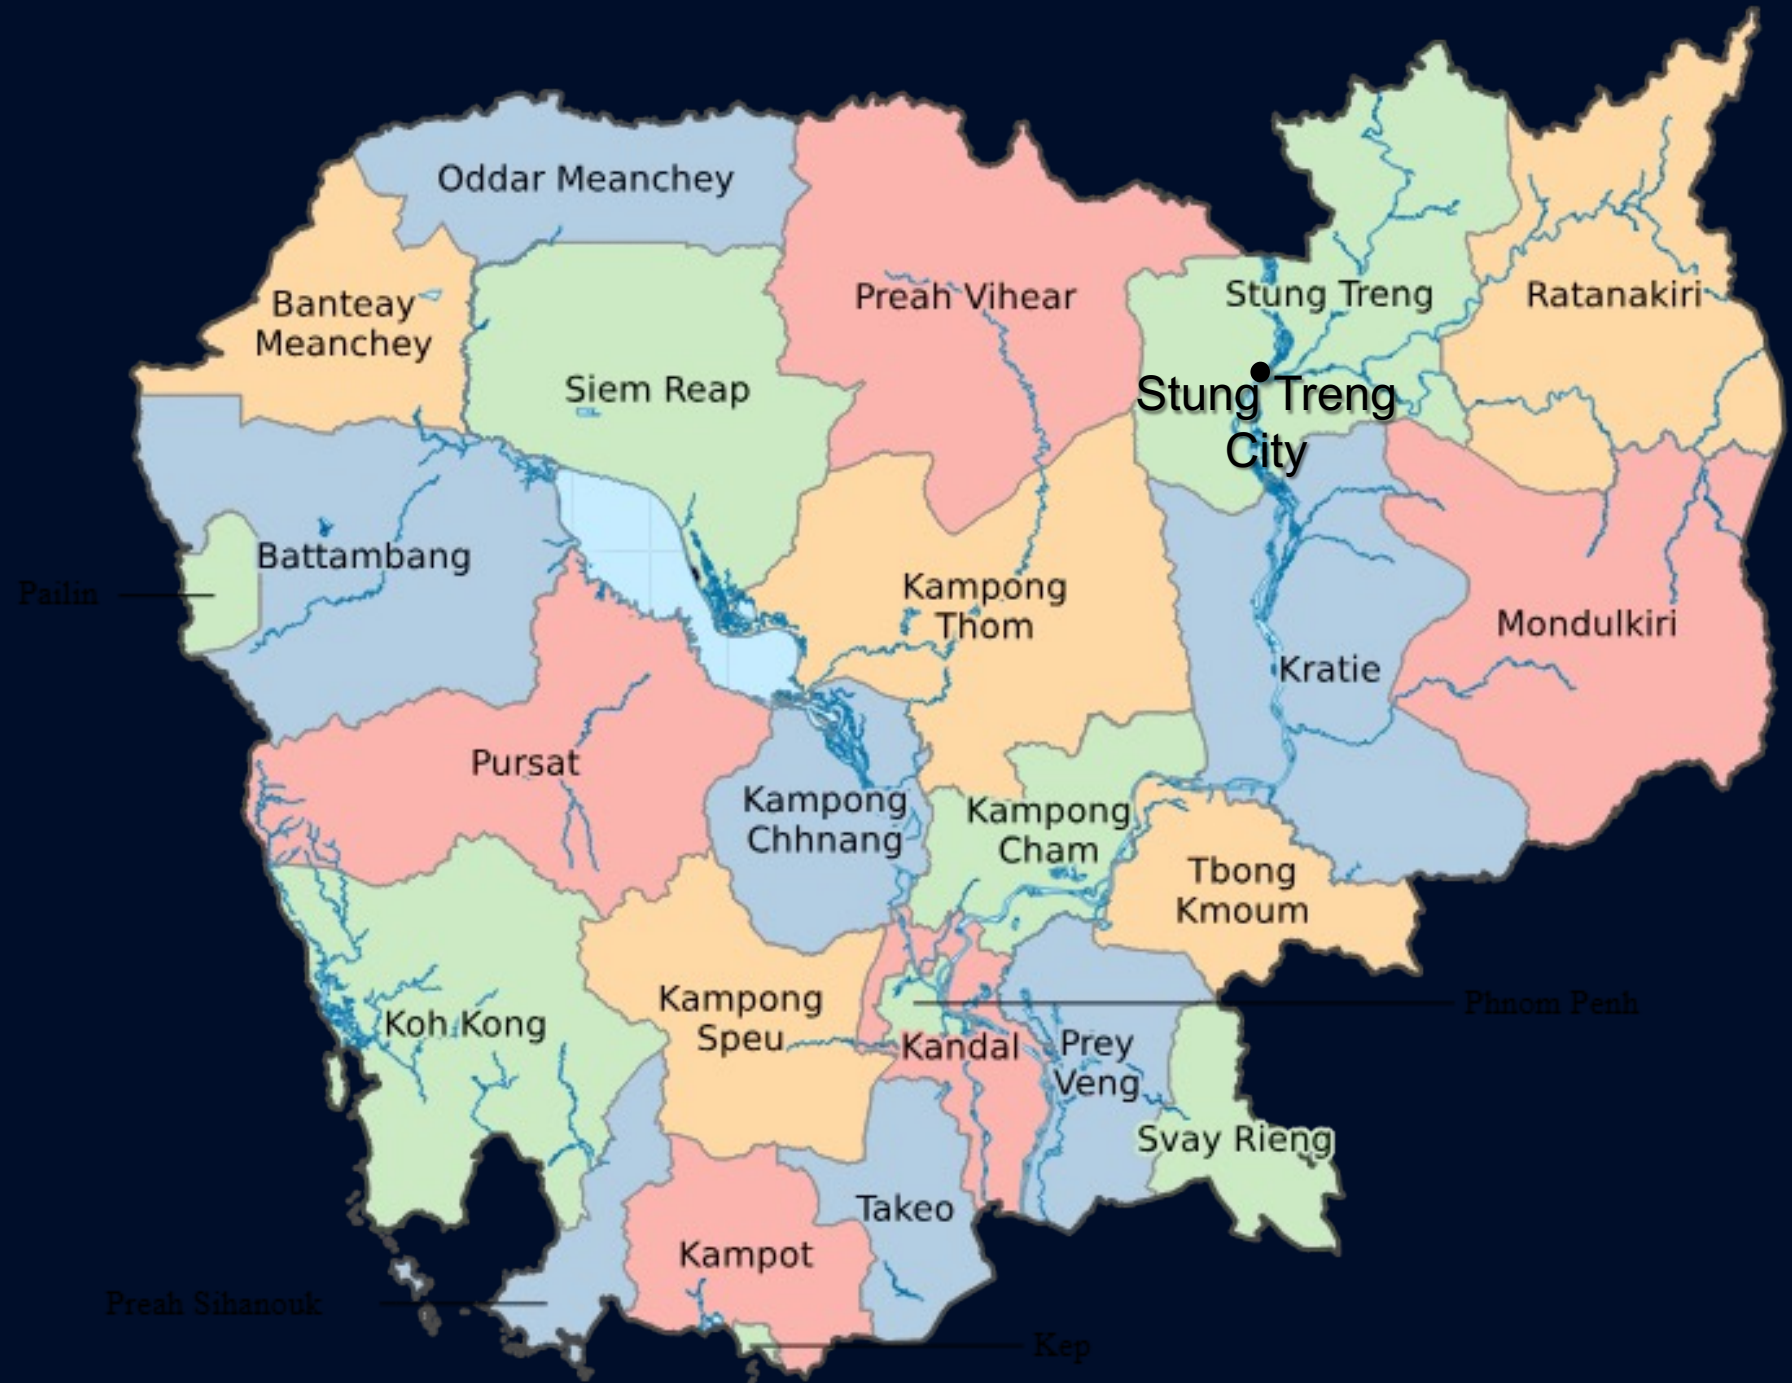 Oddar Meanchey
Banteay
Meanchey
Siem Reap
Preah Vihear
Stung Treng
Ratanakiri
Stung Treng
City
Battambang
Pailin
Kampong
Thom
Mondulkiri
Kratie
Pursat
Kampong
Chhnang
Kampong
Cham
Tbong
Kmoum
Koh Kong
Kampong
Speu
Phnom Penh
Kandal
Prey
Veng
Svay Rieng
Takeo
Kampot
Preah Sihanouk
Kep